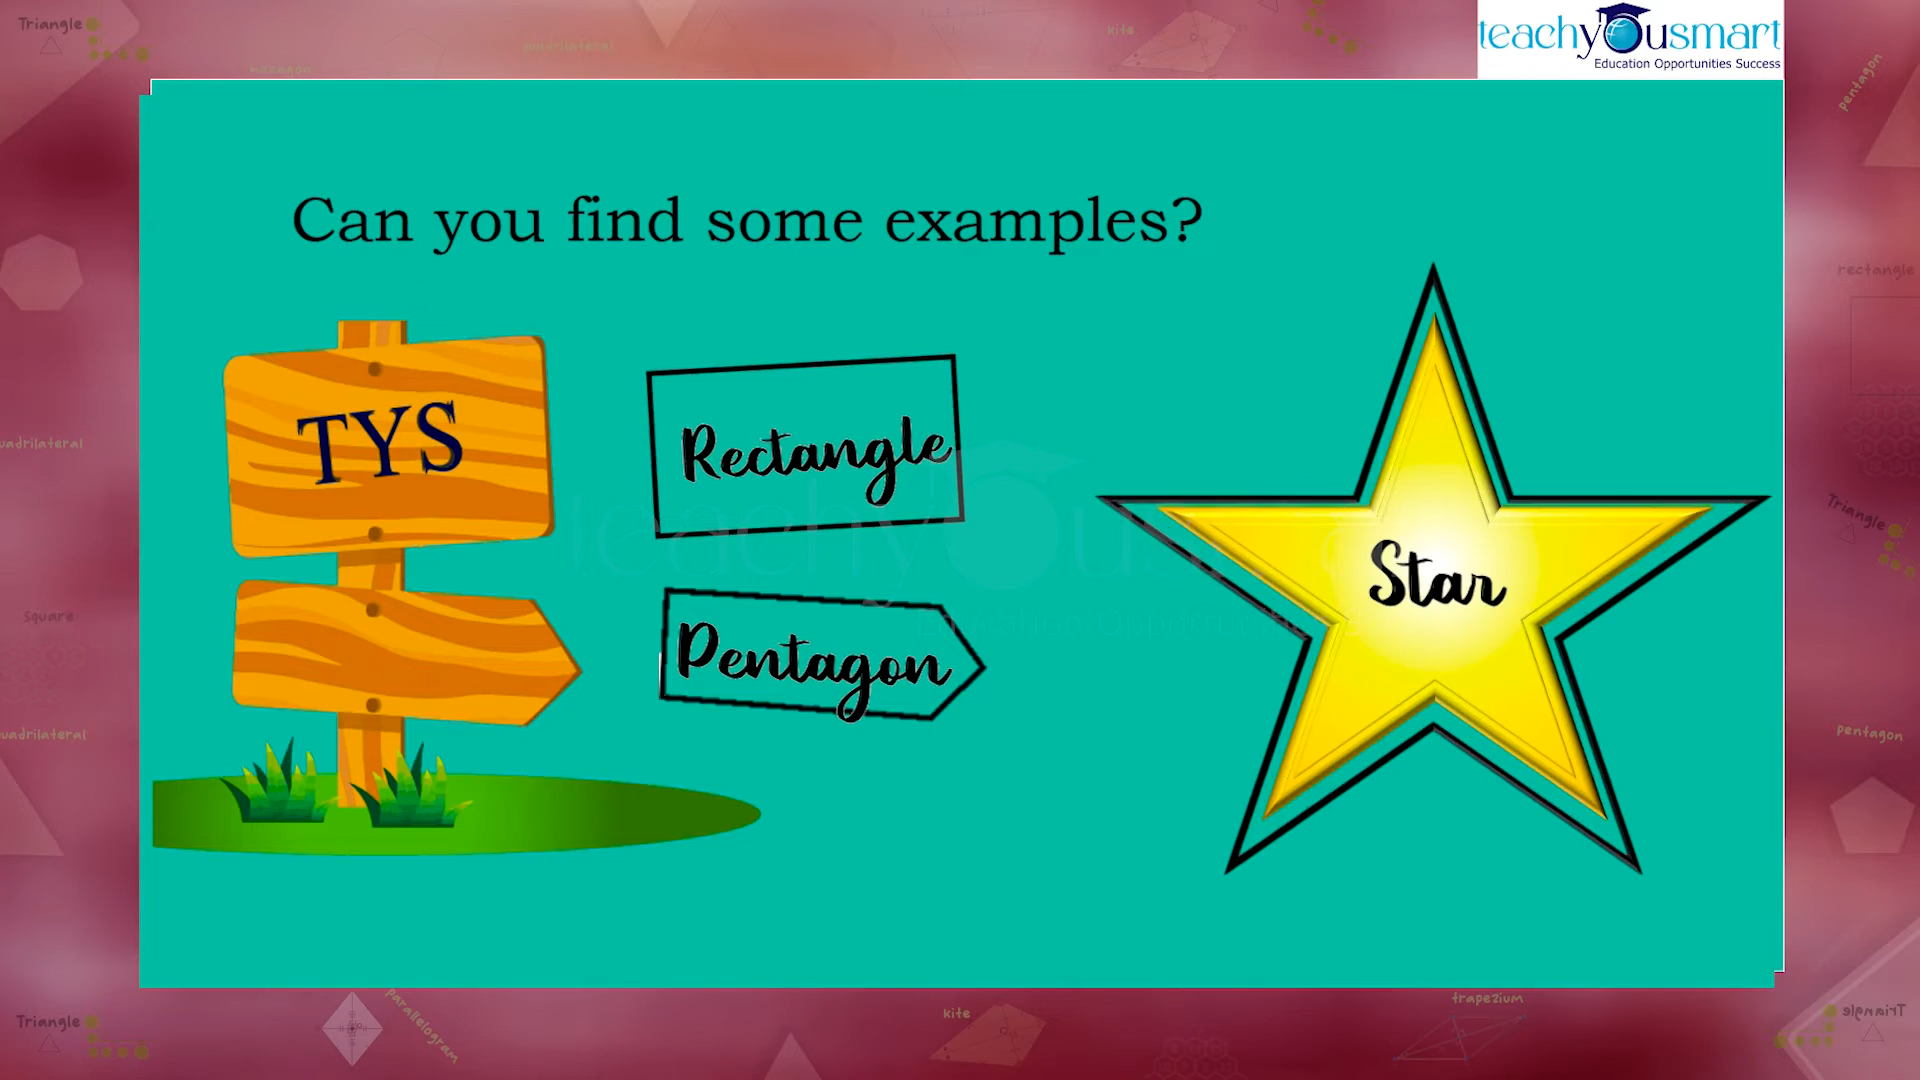 Triangle
quadrilateral
hexagon
kite
teachyousmart
Education Opportunities Success
pentagon
Can you find some examples?
rectangle
TYS
Rectangle
uadrilateral
Star
Triangle
square
Pentagon
uadrilateral
pentagon
Triangle
parallelogram
kite
trapezium
Triangle